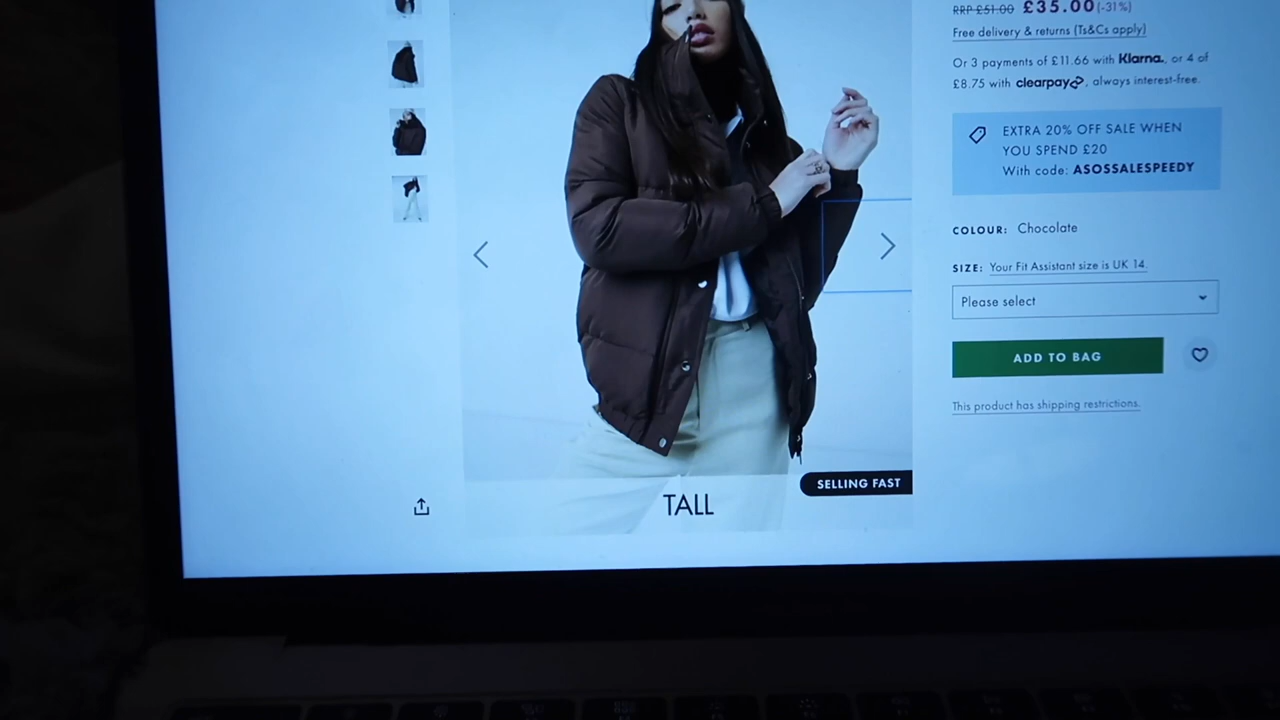 RRP £51.00 £35.00 (-31%)
Free delivery & returns (Ts&Cs apply)
Or 3 payments of £11.66 with Klarna., or 4 of
£8.75 with clearpay, always interest-free.
EXTRA 20% OFF SALE WHEN
YOU SPEND £20
With code: ASOSSALESPEEDY
COLOUR: Chocolate
SIZE: Your Fit Assistant size is UK 14.
Please select
ADD TO BAG
This product has shipping restrictions.
SELLING FAST
TALL